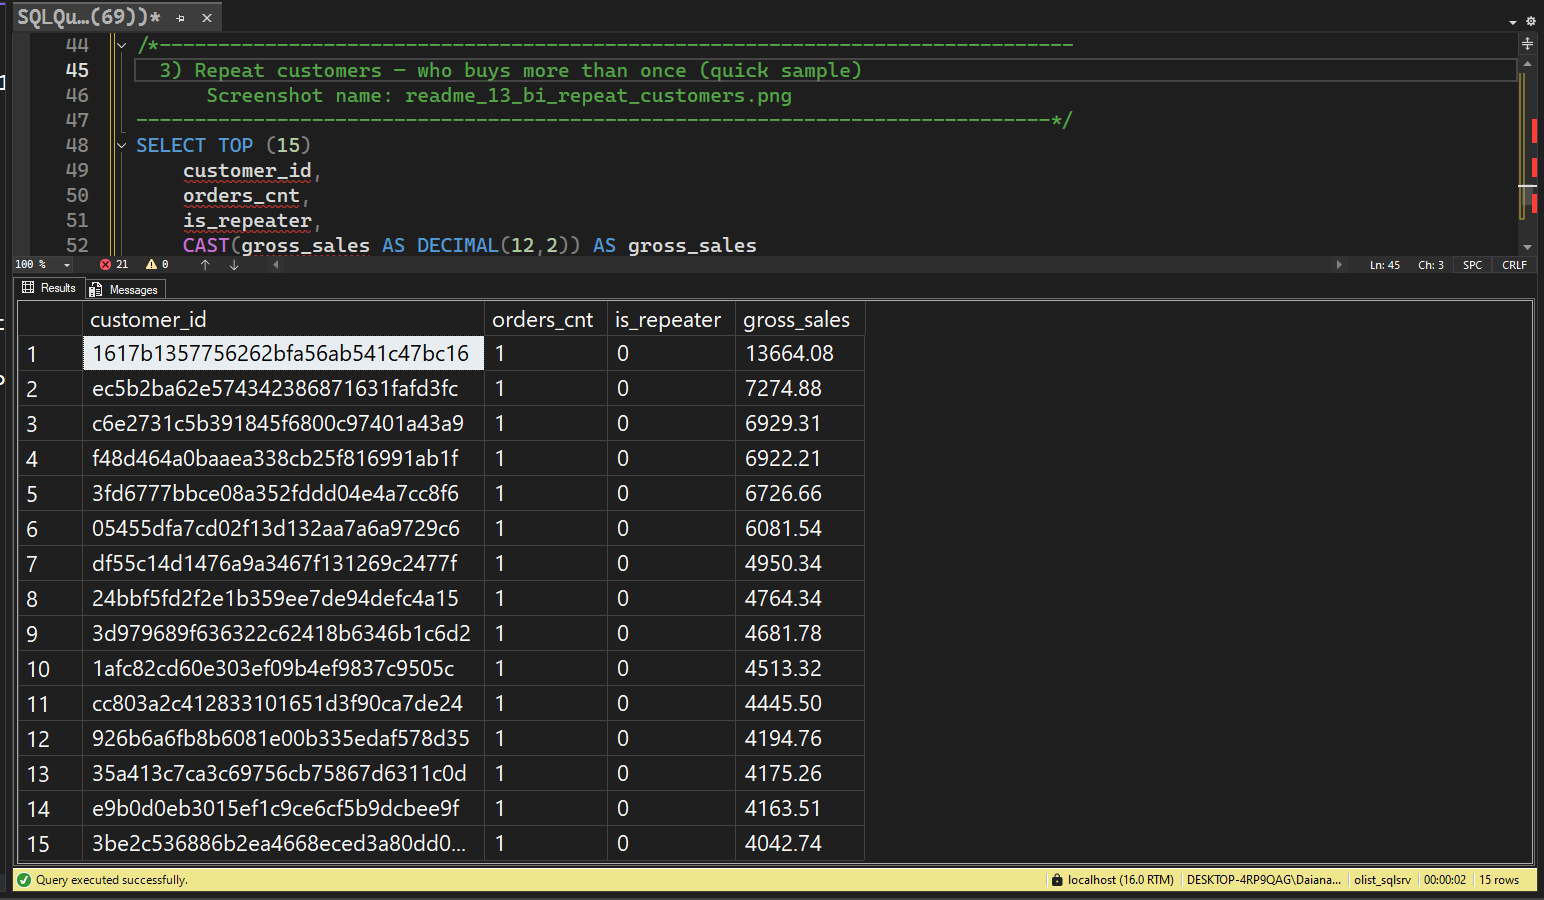 SQLQu...(69))*
44 /*------------------------------------------------------------------------------
45 3) Repeat customers — who buys more than once (quick sample)
46 Screenshot name: readme_13_bi_repeat_customers.png
47 ------------------------------------------------------------------------------*/
48 SELECT TOP (15)
49 customer_id,
50 orders_cnt,
51 is_repeater,
52 CAST(gross_sales AS DECIMAL(12,2)) AS gross_sales
100 % 21 0 Ln: 45 Ch: 3 SPC CRLF
Results Messages
customer_id orders_cnt is_repeater gross_sales
1 1617b1357756262bfa56ab541c47bc16 1 0 13664.08
2 ec5b2ba62e574342386871631fafd3fc 1 0 7274.88
3 c6e2731c5b391845f6800c97401a43a9 1 0 6929.31
4 f48d464a0baaea338cb25f816991ab1f 1 0 6922.21
5 3fd6777bbce08a352fddd04e4a7cc8f6 1 0 6726.66
6 05455dfa7cd02f13d132aa7a6a9729c6 1 0 6081.54
7 df55c14d1476a9a3467f131269c2477f 1 0 4950.34
8 24bbf5fd2f2e1b359ee7de94defc4a15 1 0 4764.34
9 3d979689f636322c62418b6346b1c6d2 1 0 4681.78
10 1afc82cd60e303ef09b4ef9837c9505c 1 0 4513.32
11 cc803a2c412833101651d3f90ca7de24 1 0 4445.50
12 926b6a6fb8b6081e00b335edaf578d35 1 0 4194.76
13 35a413c7ca3c69756cb75867d6311c0d 1 0 4175.26
14 e9b0d0eb3015ef1c9ce6cf5b9dcbee9f 1 0 4163.51
15 3be2c536886b2ea4668eced3a80dd0... 1 0 4042.74
Query executed successfully. localhost (16.0 RTM) DESKTOP-4RP9QAG\Daiana... olist_sqlsrv 00:00:02 15 rows